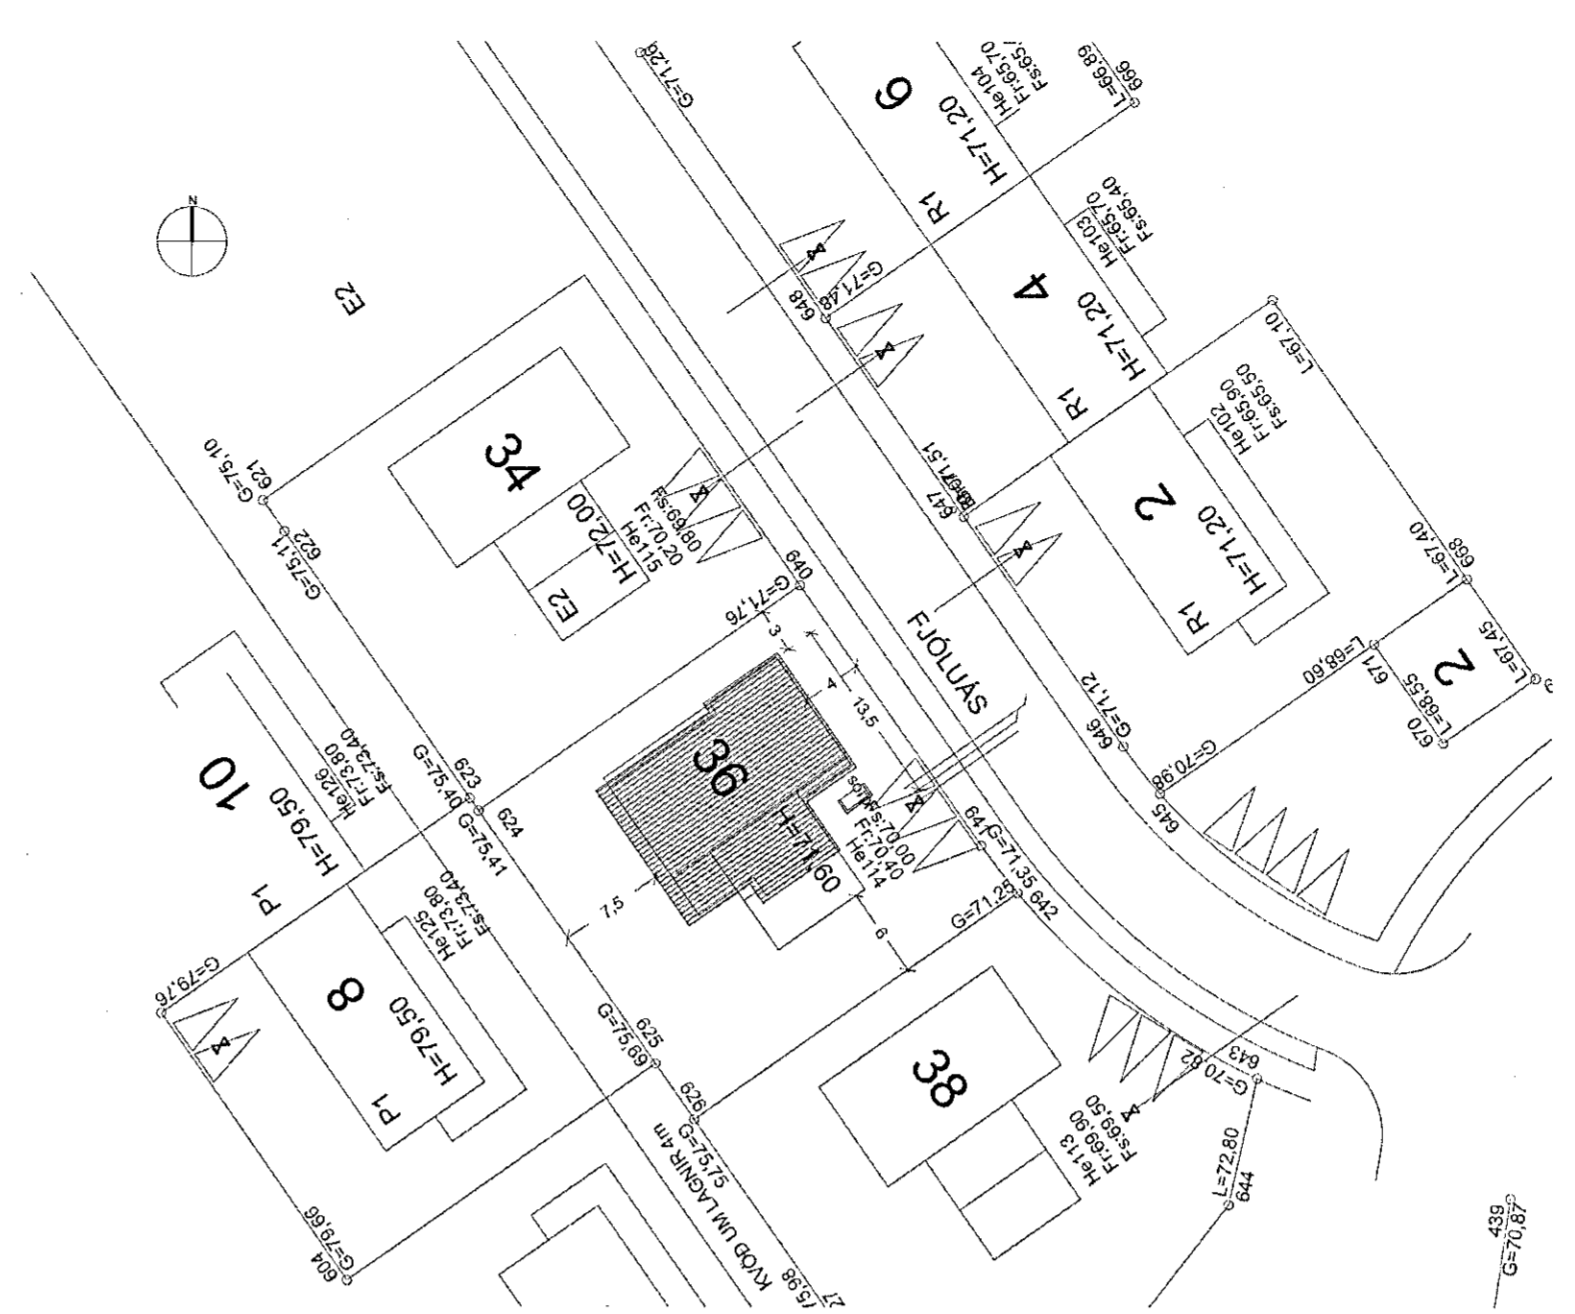 N
E2
G=71,26
6
H=71,20
R1
He104
Fr:65,70
L=66,89
666
648
G=71,48
4
H=71,20
R1
He103
Fr:65,70
Fs:65,40
L=67,10
G=75,10
621
622
G=75,11
34
H=72,00
E2
Fs:69,80
Fr:70,20
He115
640
G=71,76
647
2
H=71,20
R1
He102
Fr:65,90
Fs:65,50
L=67,40
668
L=67,45
2
L=68,60
671
L=68,55
670
FJÓLUÁS
646
G=71,12
G=70,98
645
3
4
13,5
36
H=71,60
Fs:70,00
Fr:70,40
He114
641
G=71,35
642
G=71,25
7,5
6
10
H=79,50
P1
He126
Fr:73,80
Fs:73,40
G=75,40
623
G=75,41
624
He125
Fr:73,80
Fs:73,40
G=79,76
8
H=79,50
P1
G=75,69
625
626
G=75,75
KVÖÐ UM LAGNIR 4m
75,98
27
604
G=79,66
38
He113
Fr:69,90
Fs:69,50
G=70,82
643
L=72,80
644
439
G=70,87